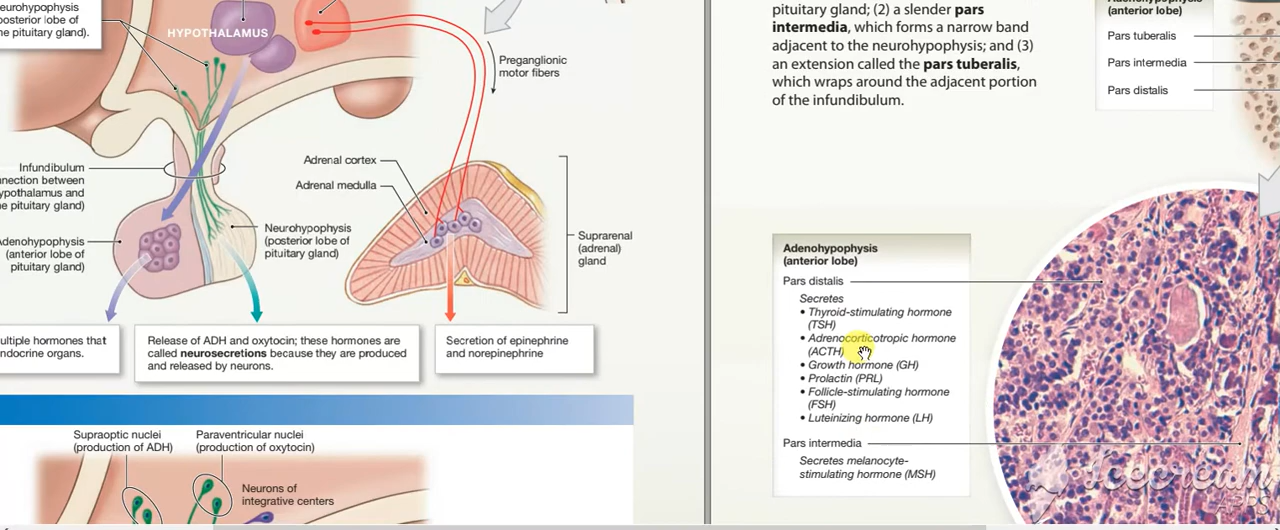 eurohypophysis
posterior lobe of
he pituitary gland).
HYPOTHALAMUS
Preganglionic
motor fibers
Infundibulum
nnection between
ypothalamus and
he pituitary gland)
Adrenal cortex
Adrenal medulla
Adenohypophysis
(anterior lobe of
pituitary gland)
Neurohypophysis
(posterior lobe of
pituitary gland)
Suprarenal
(adrenal)
gland
ultiple hormones that
ndocrine organs.
Release of ADH and oxytocin; these hormones are
called neurosecretions because they are produced
and released by neurons.
Secretion of epinephrine
and norepinephrine
Supraoptic nuclei
(production of ADH)
Paraventricular nuclei
(production of oxytocin)
Neurons of
integrative centers
pituitary gland; (2) a slender pars
intermedia, which forms a narrow band
adjacent to the neurohypophysis; and (3)
an extension called the pars tuberalis,
which wraps around the adjacent portion
of the infundibulum.
Adenohypophysis
(anterior lobe)
Pars tuberalis
Pars intermedia
Pars distalis
Adenohypophysis
(anterior lobe)
Pars distalis
Secretes
• Thyroid-stimulating hormone
(TSH)
• Adrenocorticotropic hormone
(ACTH)
• Growth hormone (GH)
• Prolactin (PRL)
• Follicle-stimulating hormone
(FSH)
• Luteinizing hormone (LH)
Pars intermedia
Secretes melanocyte-
stimulating hormone (MSH)
Icecream
APPS